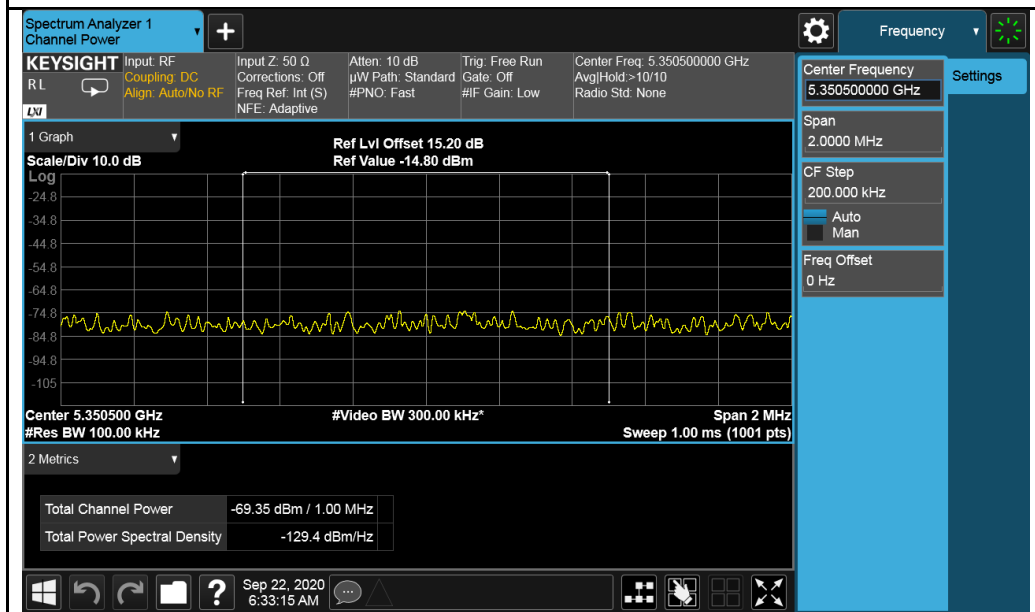 Spectrum Analyzer 1
Channel Power
+
Frequency
KEYSIGHT
R L
LXI
Input: RF
Coupling: DC
Align: Auto/No RF
Input Z: 50 Ω
Corrections: Off
Freq Ref: Int (S)
NFE: Adaptive
Atten: 10 dB
µW Path: Standard
#PNO: Fast
Trig: Free Run
Gate: Off
#IF Gain: Low
Center Freq: 5.350500000 GHz
Avg|Hold:>10/10
Radio Std: None
Center Frequency
5.350500000 GHz
Settings
Span
2.0000 MHz
CF Step
200.000 kHz
Auto
Man
Freq Offset
0 Hz
1 Graph
Scale/Div 10.0 dB
Ref Lvl Offset 15.20 dB
Ref Value -14.80 dBm
Log
-24.8
-34.8
-44.8
-54.8
-64.8
-74.8
-84.8
-94.8
-105
Center 5.350500 GHz
#Video BW 300.00 kHz*
Span 2 MHz
#Res BW 100.00 kHz
Sweep 1.00 ms (1001 pts)
2 Metrics
Total Channel Power -69.35 dBm / 1.00 MHz
Total Power Spectral Density -129.4 dBm/Hz
?
Sep 22, 2020
6:33:15 AM